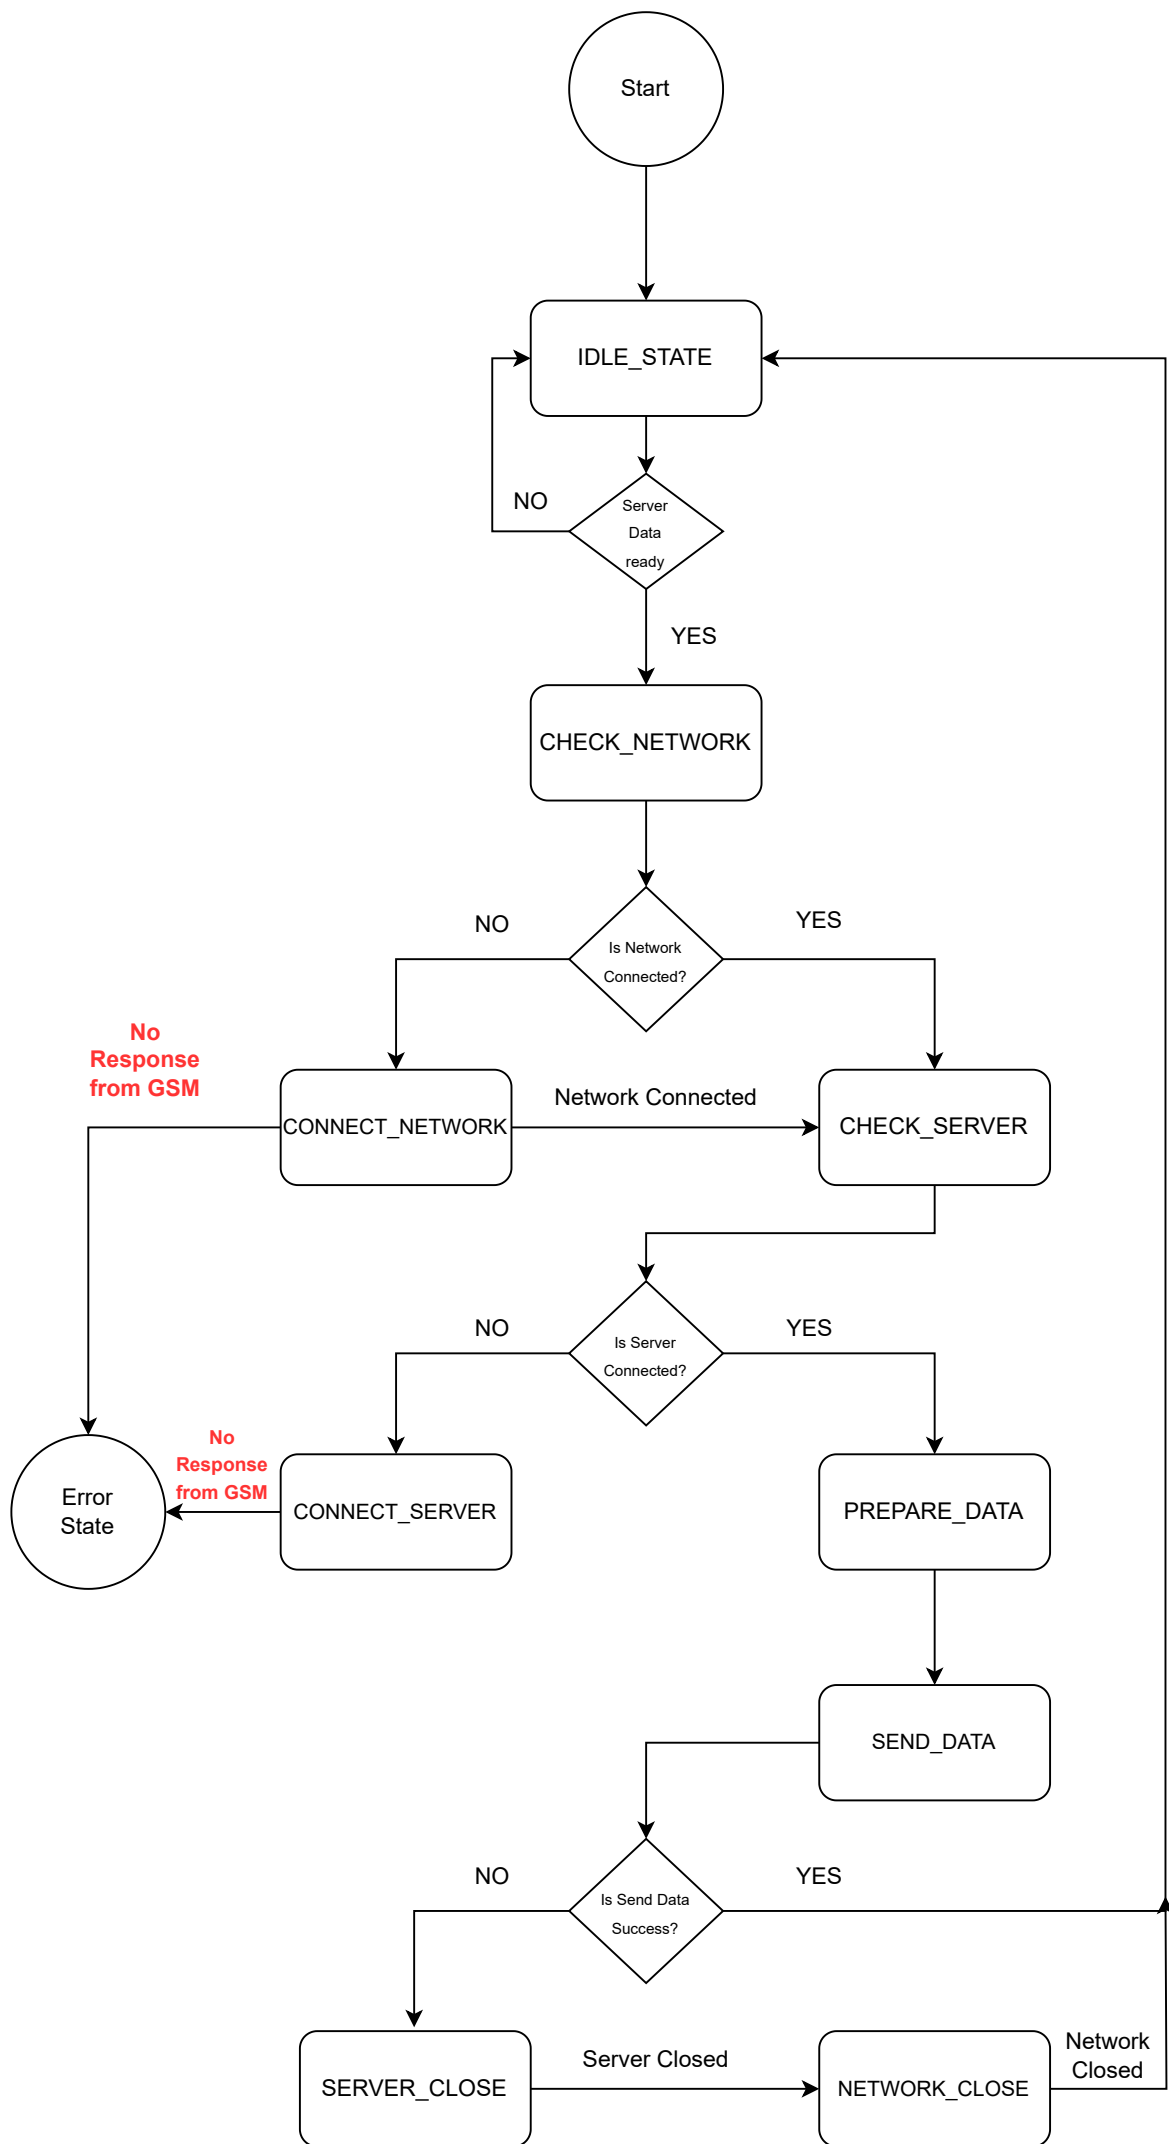 Start
IDLE_STATE
NO
Server
Data
ready
YES
CHECK_NETWORK
NO
YES
Is Network
Connected?
No
Response
from GSM
CONNECT_NETWORK
Network Connected
CHECK_SERVER
NO
YES
Is Server
Connected?
No
Response
from GSM
Error
State
CONNECT_SERVER
PREPARE_DATA
SEND_DATA
NO
YES
Is Send Data
Success?
SERVER_CLOSE
Server Closed
NETWORK_CLOSE
Network
Closed